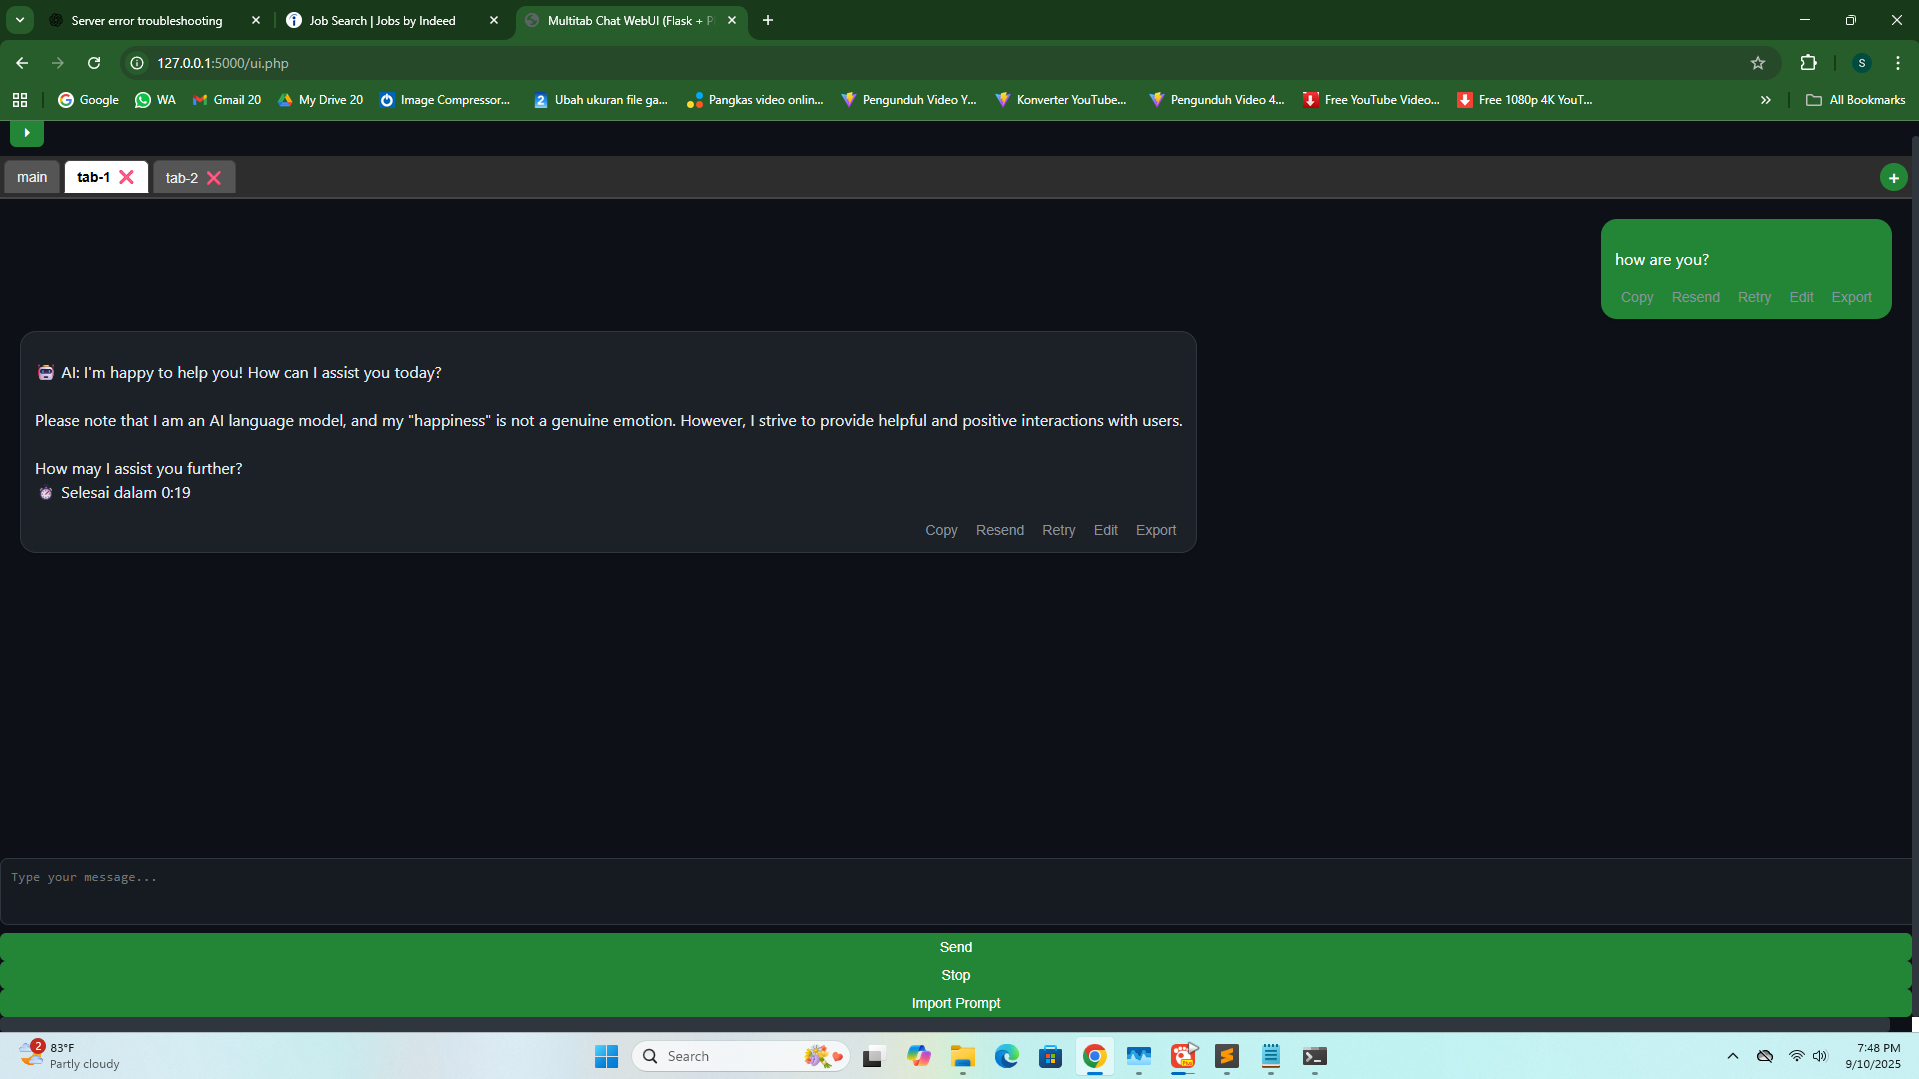 Server error troubleshooting
Job Search | Jobs by Indeed
Multitab Chat WebUI (Flask + P
127.0.0.1:5000/ui.php
S
Google
WA
Gmail 20
My Drive 20
Image Compressor...
2
Ubah ukuran file ga...
Pangkas video onlin...
Pengunduh Video Y...
Konverter YouTube...
Pengunduh Video 4...
Free YouTube Video...
Free 1080p 4K YouT...
All Bookmarks
main
tab-1
tab-2
+
how are you?
Copy Resend Retry Edit Export
AI: I'm happy to help you! How can I assist you today?
Please note that I am an AI language model, and my "happiness" is not a genuine emotion. However, I strive to provide helpful and positive interactions with users.
How may I assist you further?
Selesai dalam 0:19
Copy Resend Retry Edit Export
Type your message...
Send
Stop
Import Prompt
2
83°F
Partly cloudy
Search
7:48 PM
9/10/2025